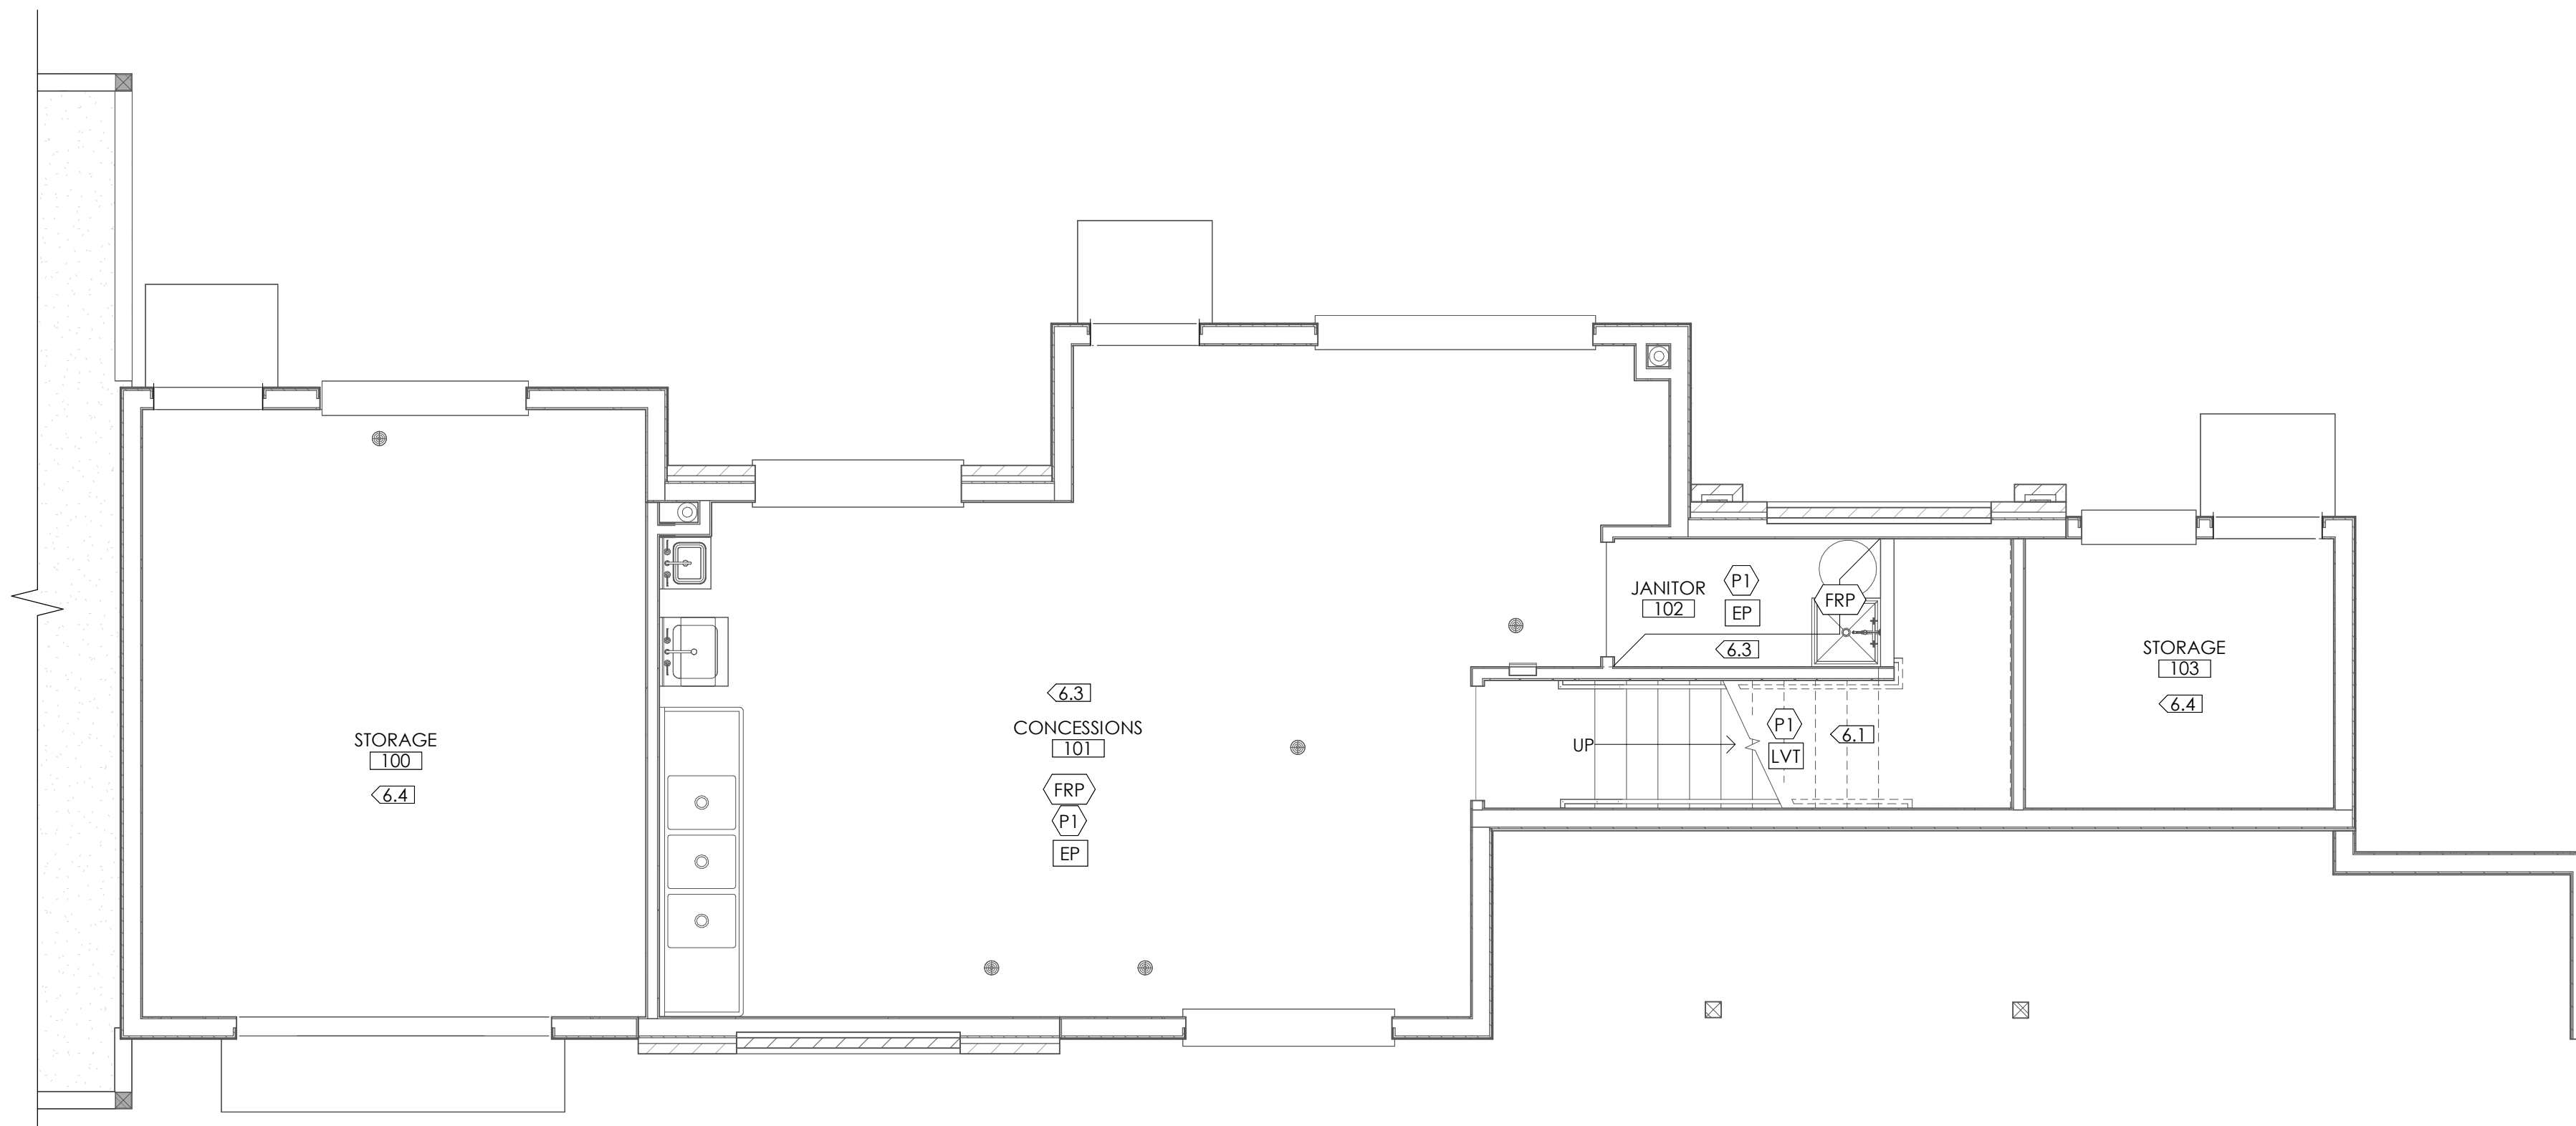 STORAGE
100
6.4
6.3
CONCESSIONS
101
FRP
P1
EP
JANITOR
102
P1
EP
6.3
FRP
UP
P1
LVT
6.1
STORAGE
103
6.4